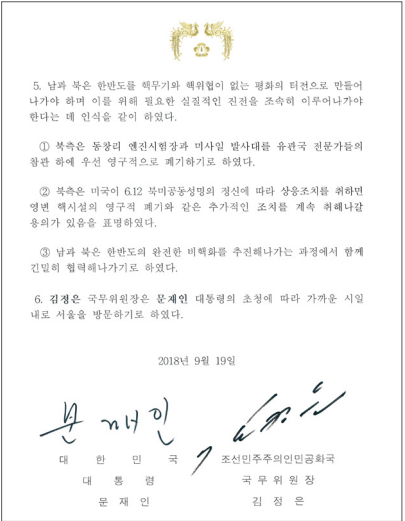 5. 남과 북은 한반도를 핵무기와 핵위협이 없는 평화의 터전으로 만들어
나가야 하며 이를 위해 필요한 실질적인 진전을 조속히 이루어나가야
한다는 데 인식을 같이 하였다.
① 북측은 동창리 엔진시험장과 미사일 발사대를 유관국 전문가들의
참관 하에 우선 영구적으로 폐기하기로 하였다.
② 북측은 미국이 6.12 북미공동성명의 정신에 따라 상응조치를 취하면
영변 핵시설의 영구적 폐기와 같은 추가적인 조치를 계속 취해나갈
용의가 있음을 표명하였다.
③ 남과 북은 한반도의 완전한 비핵화를 추진해나가는 과정에서 함께
긴밀히 협력해나가기로 하였다.
6. 김정은 국무위원장은 문재인 대통령의 초청에 따라 가까운 시일
내로 서울을 방문하기로 하였다.
2018년 9월 19일
문재인
대 한 민 국
대 통 령
문 재 인
조선민주주의인민공화국
국 무 위 원 장
김 정 은